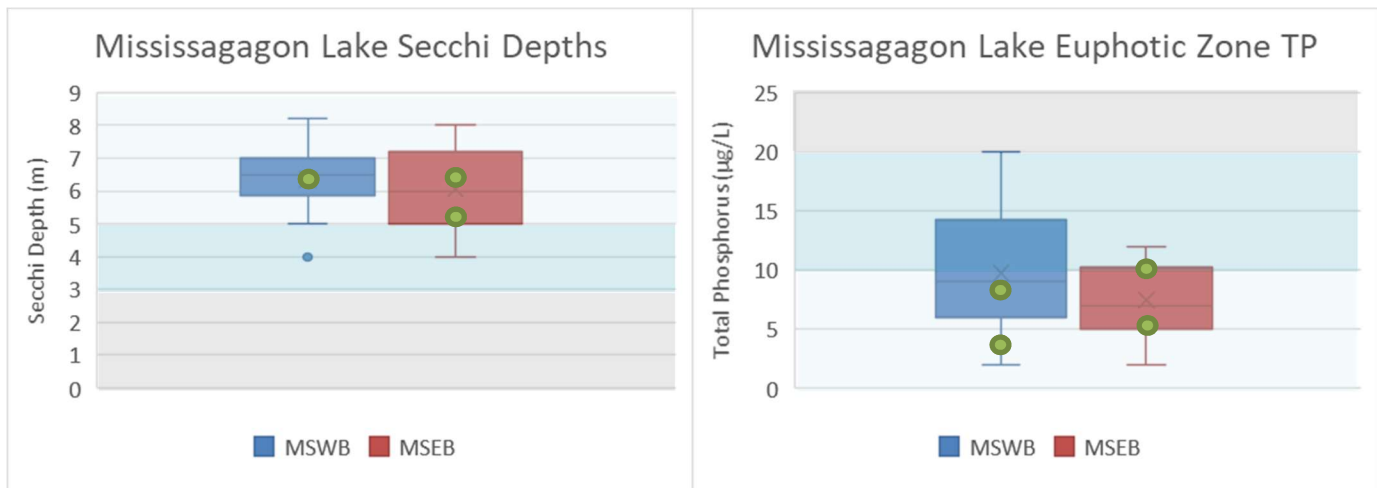 Mississagagon Lake Secchi Depths
Secchi Depth (m)
9
8
7
6
5
4
3
2
1
0
MSWB MSEB
Mississagagon Lake Euphotic Zone TP
Total Phosphorus (µg/L)
25
20
15
10
5
0
MSWB MSEB